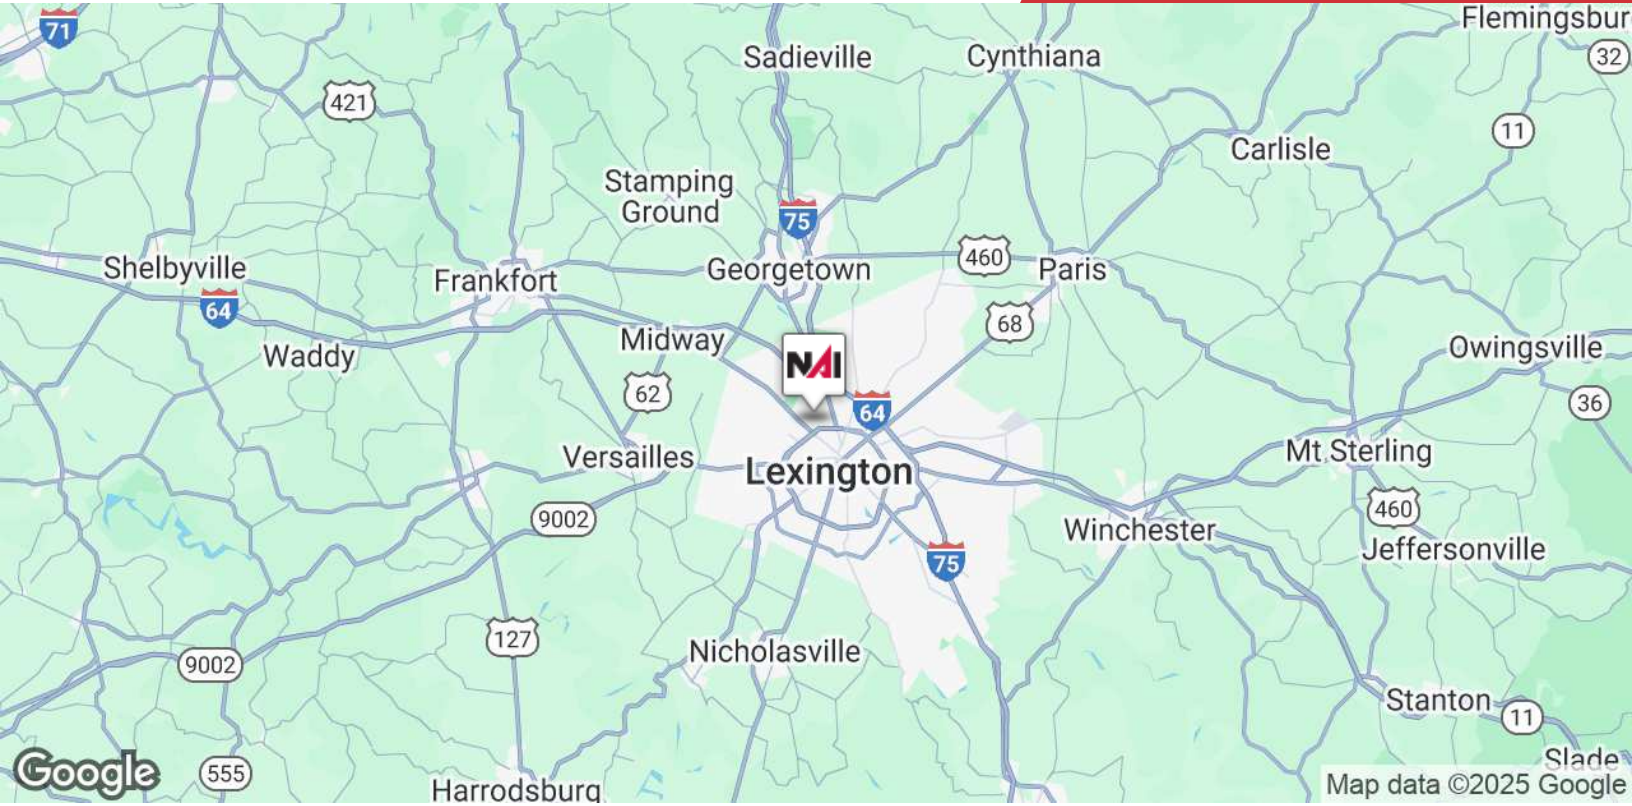 71
Flemingsbur
32
Sadieville
Cynthiana
421
11
Carlisle
Stamping
Ground
75
460
Shelbyville
Frankfort
Georgetown
Paris
64
68
Waddy
Midway
Owingsville
NAI
62
64
36
Versailles
Lexington
Mt Sterling
9002
460
Winchester
Jeffersonville
75
127
Nicholasville
9002
Stanton
11
Slade
Google
555
Harrodsburg
Map data ©2025 Google